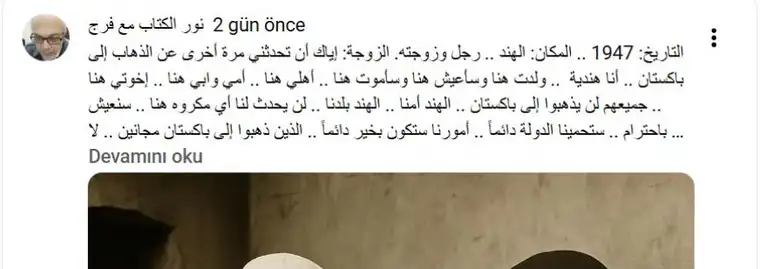 نور الكتاب مع فرج 2 gün önce
التاريخ: 1947 .. المكان: الهند .. رجل وزوجته. الزوجة: إياك أن تحدثني مرة أخرى عن الذهاب إلى
باكستان .. أنا هندية .. ولدت هنا وسأعيش هنا وسأموت هنا .. أهلي هنا .. أمي وابي هنا .. إخوتي هنا
.. جميعهم لن يذهبوا إلى باكستان .. الهند أمنا .. الهند بلدنا .. لن يحدث لنا أي مكروه هنا .. سنعيش
باحترام .. ستحمينا الدولة دائماً .. أمورنا ستكون بخير دائماً .. الذين ذهبوا إلى باكستان مجانين .. لا ...
Devamını oku